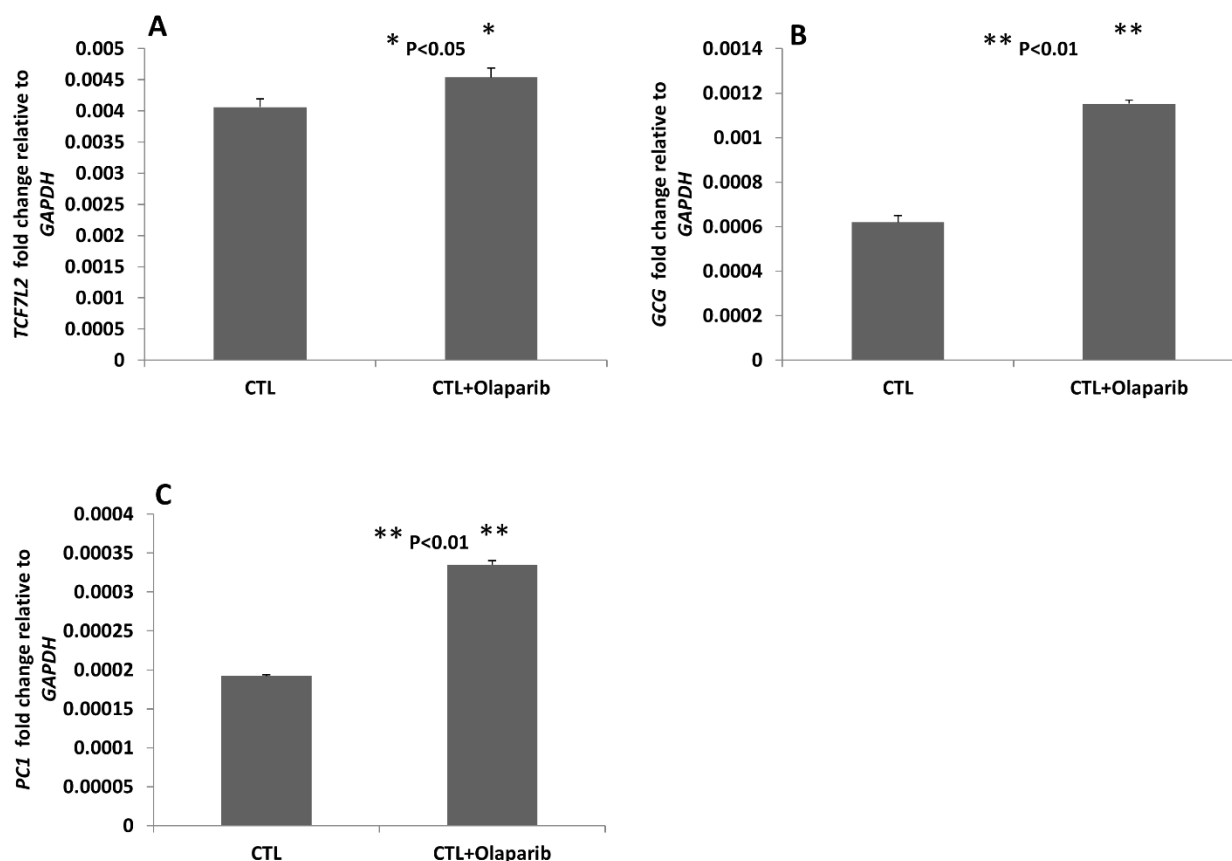 A
* P<0.05 *
0.005
0.0045
0.004
0.0035
0.003
0.0025
0.002
0.0015
0.001
0.0005
0
TCF7L2 fold change relative to
GAPDH
CTL
CTL+Olaparib
B
** P<0.01 **
0.0014
0.0012
0.001
0.0008
0.0006
0.0004
0.0002
0
GCG fold change relative to
GAPDH
CTL
CTL+Olaparib
C
** P<0.01 **
0.0004
0.00035
0.0003
0.00025
0.0002
0.00015
0.0001
0.00005
0
PC1 fold change relative to
GAPDH
CTL
CTL+Olaparib